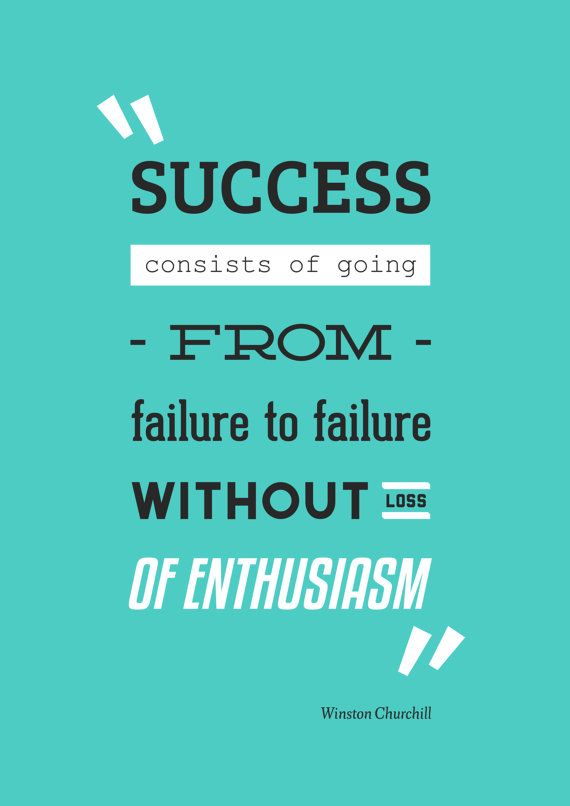 "
SUCCESS
consists of going
- FROM -
failure to failure
WITHOUT LOSS
OF ENTHUSIASM
"
Winston Churchill